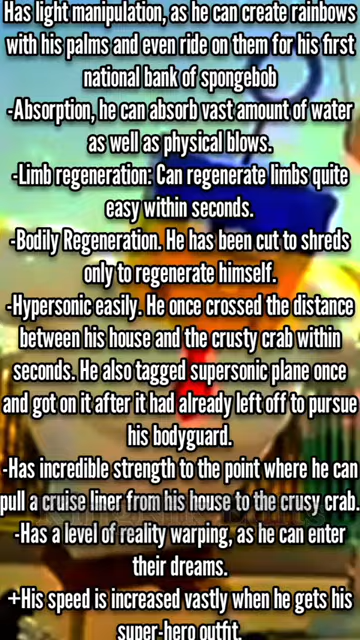 Has light manipulation, as he can create rainbows
with his palms and even ride on them for his first
national bank of spongebob
-Absorption, he can absorb vast amount of water
as well as physical blows.
-Limb regeneration: Can regenerate limbs quite
easy within seconds.
-Bodily Regeneration. He has been cut to shreds
only to regenerate himself.
-Hypersonic easily. He once crossed the distance
between his house and the crusty crab within
seconds. He also tagged supersonic plane once
and got on it after it had already left off to pursue
his bodyguard.
-Has incredible strength to the point where he can
pull a cruise liner from his house to the crusy crab.
-Has a level of reality warping, as he can enter
their dreams.
+His speed is increased vastly when he gets his
super-hero outfit.